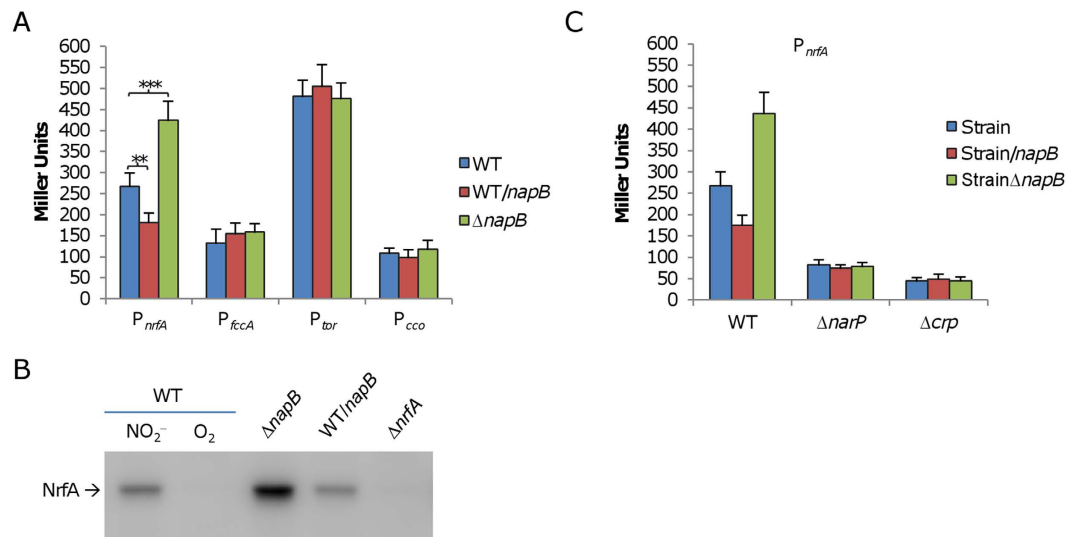 A
600
550
500
450
400
350
300
250
200
150
100
50
0
Miller Units
***
**
PnrfA PfccA Ptor Pcco
WT
WT/napB
ΔnapB
C
PnrfA
600
550
500
450
400
350
300
250
200
150
100
50
0
Miller Units
WT ΔnarP Δcrp
Strain
Strain/napB
StrainΔnapB
B
WT
NO2− O2 ΔnapB WT/napB ΔnrfA
NrfA →